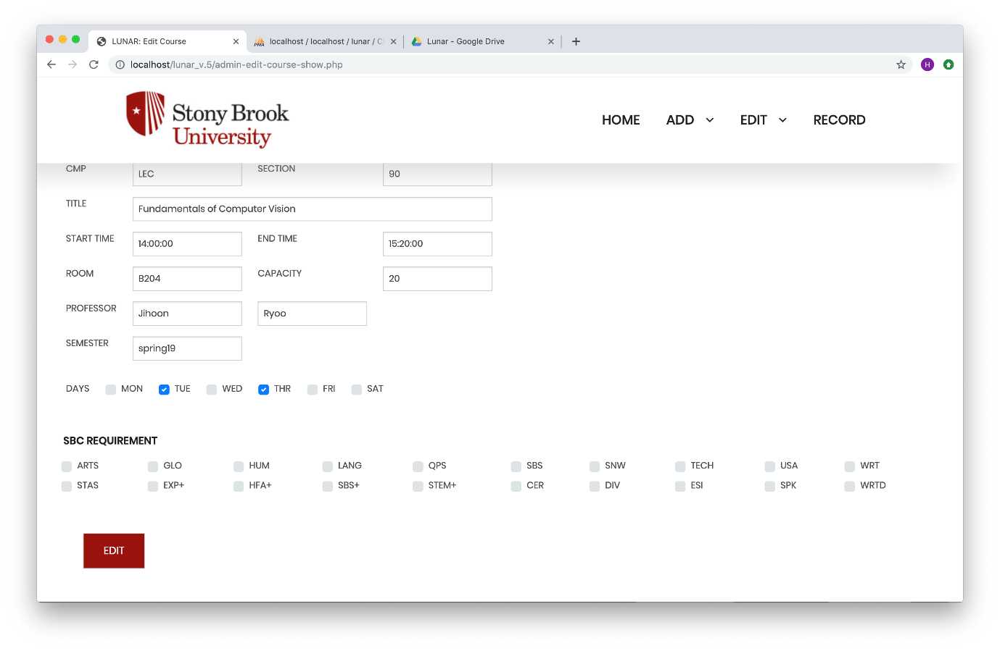 LUNAR: Edit Course
localhost / localhost / lunar / C
Lunar - Google Drive
localhost/lunar_v.5/admin-edit-course-show.php
H
Stony Brook
University
HOME ADD EDIT RECORD
CMP LEC SECTION 90
TITLE Fundamentals of Computer Vision
START TIME 14:00:00 END TIME 15:20:00
ROOM B204 CAPACITY 20
PROFESSOR Jihoon Ryoo
SEMESTER spring19
DAYS MON TUE WED THR FRI SAT
SBC REQUIREMENT
ARTS GLO HUM LANG QPS SBS SNW TECH USA WRT
STAS EXP+ HFA+ SBS+ STEM+ CER DIV ESI SPK WRTD
EDIT